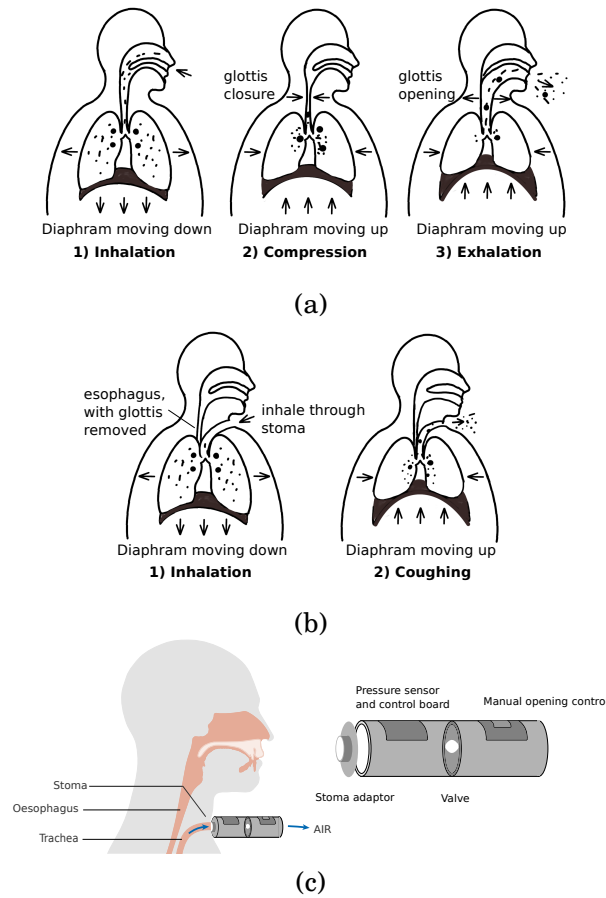 glottis
closure
glottis
opening
Diaphram moving down
1) Inhalation
Diaphram moving up
2) Compression
Diaphram moving up
3) Exhalation
(a)
esophagus,
with glottis
removed
inhale through
stoma
Diaphram moving down
1) Inhalation
Diaphram moving up
2) Coughing
(b)
Pressure sensor
and control board
Manual opening contro
Stoma adaptor
Valve
Stoma
Oesophagus
Trachea
AIR
(c)